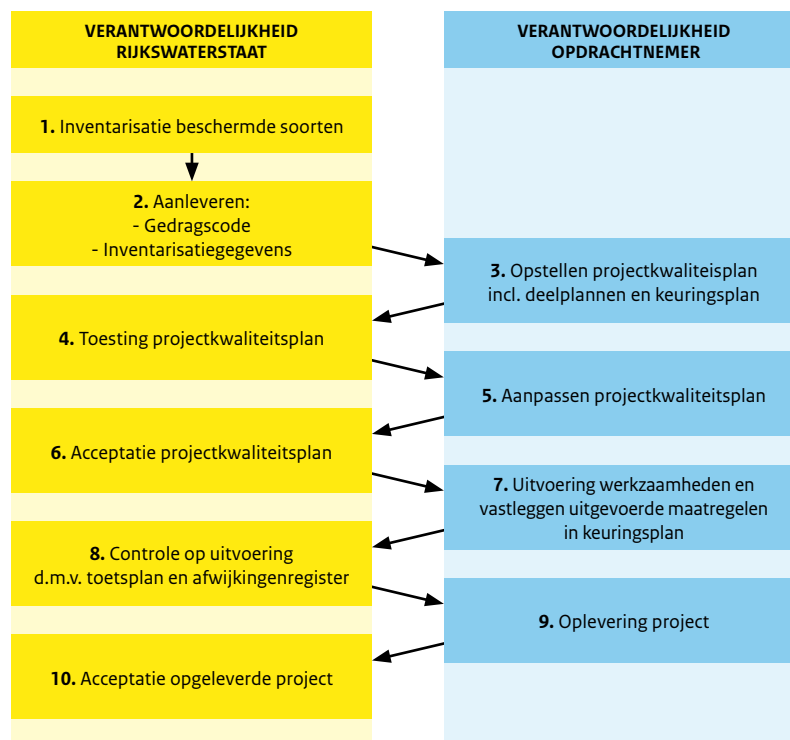 VERANTWOORDELIJKHEID
RIJKSWATERSTAAT
VERANTWOORDELIJKHEID
OPDRACHTNEMER
1. Inventarisatie beschermde soorten
2. Aanleveren:
- Gedragscode
- Inventarisatiegegevens
3. Opstellen projectkwaliteisplan
incl. deelplannen en keuringsplan
4. Toesting projectkwaliteitsplan
5. Aanpassen projectkwaliteitsplan
6. Acceptatie projectkwaliteitsplan
7. Uitvoering werkzaamheden en
vastleggen uitgevoerde maatregelen
in keuringsplan
8. Controle op uitvoering
d.m.v. toetsplan en afwijkingenregister
9. Oplevering project
10. Acceptatie opgeleverde project